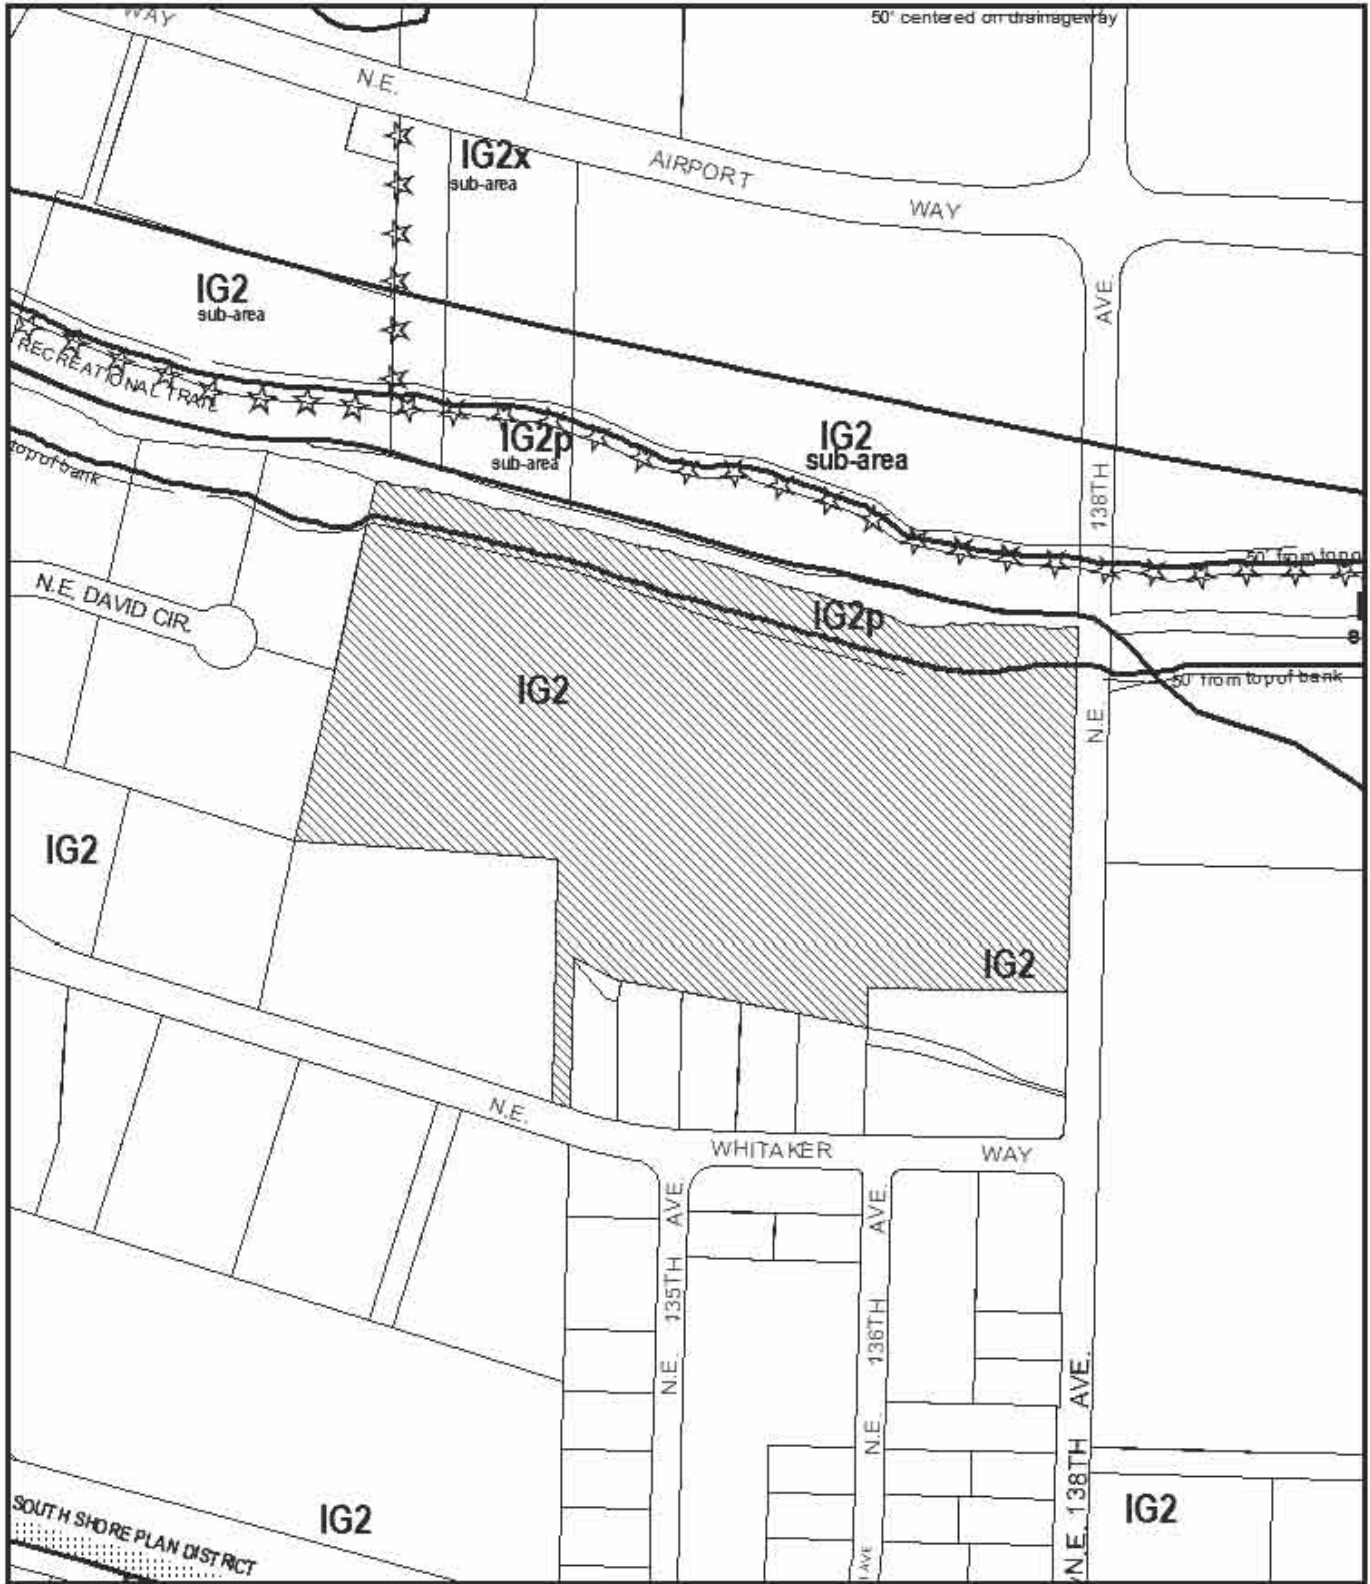 WAY
50' centered on drainageway
N.E.
AIRPORT
WAY
IG2x
sub-area
IG2
sub-area
AVE.
RECREATIONAL TRAIL
IG2p
sub-area
IG2
sub-area
top of bank
138TH
50' from top o
N.E. DAVID CIR.
IG2p
IG2
50' from top of bank
N.E.
IG2
IG2
N.E.
WHITAKER
WAY
AVE.
AVE.
135TH
136TH
N.E.
N.E.
AVE.
N.E. 138TH
AVE
SOUTH SHORE PLAN DISTRICT
IG2
IG2